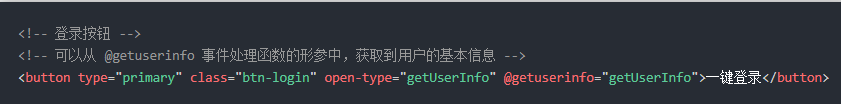 <!-- 登录按钮 -->
<!-- 可以从 @getuserinfo 事件处理函数的形参中，获取到用户的基本信息 -->
<button type="primary" class="btn-login" open-type="getUserInfo" @getuserinfo="getUserInfo">一键登录</button>